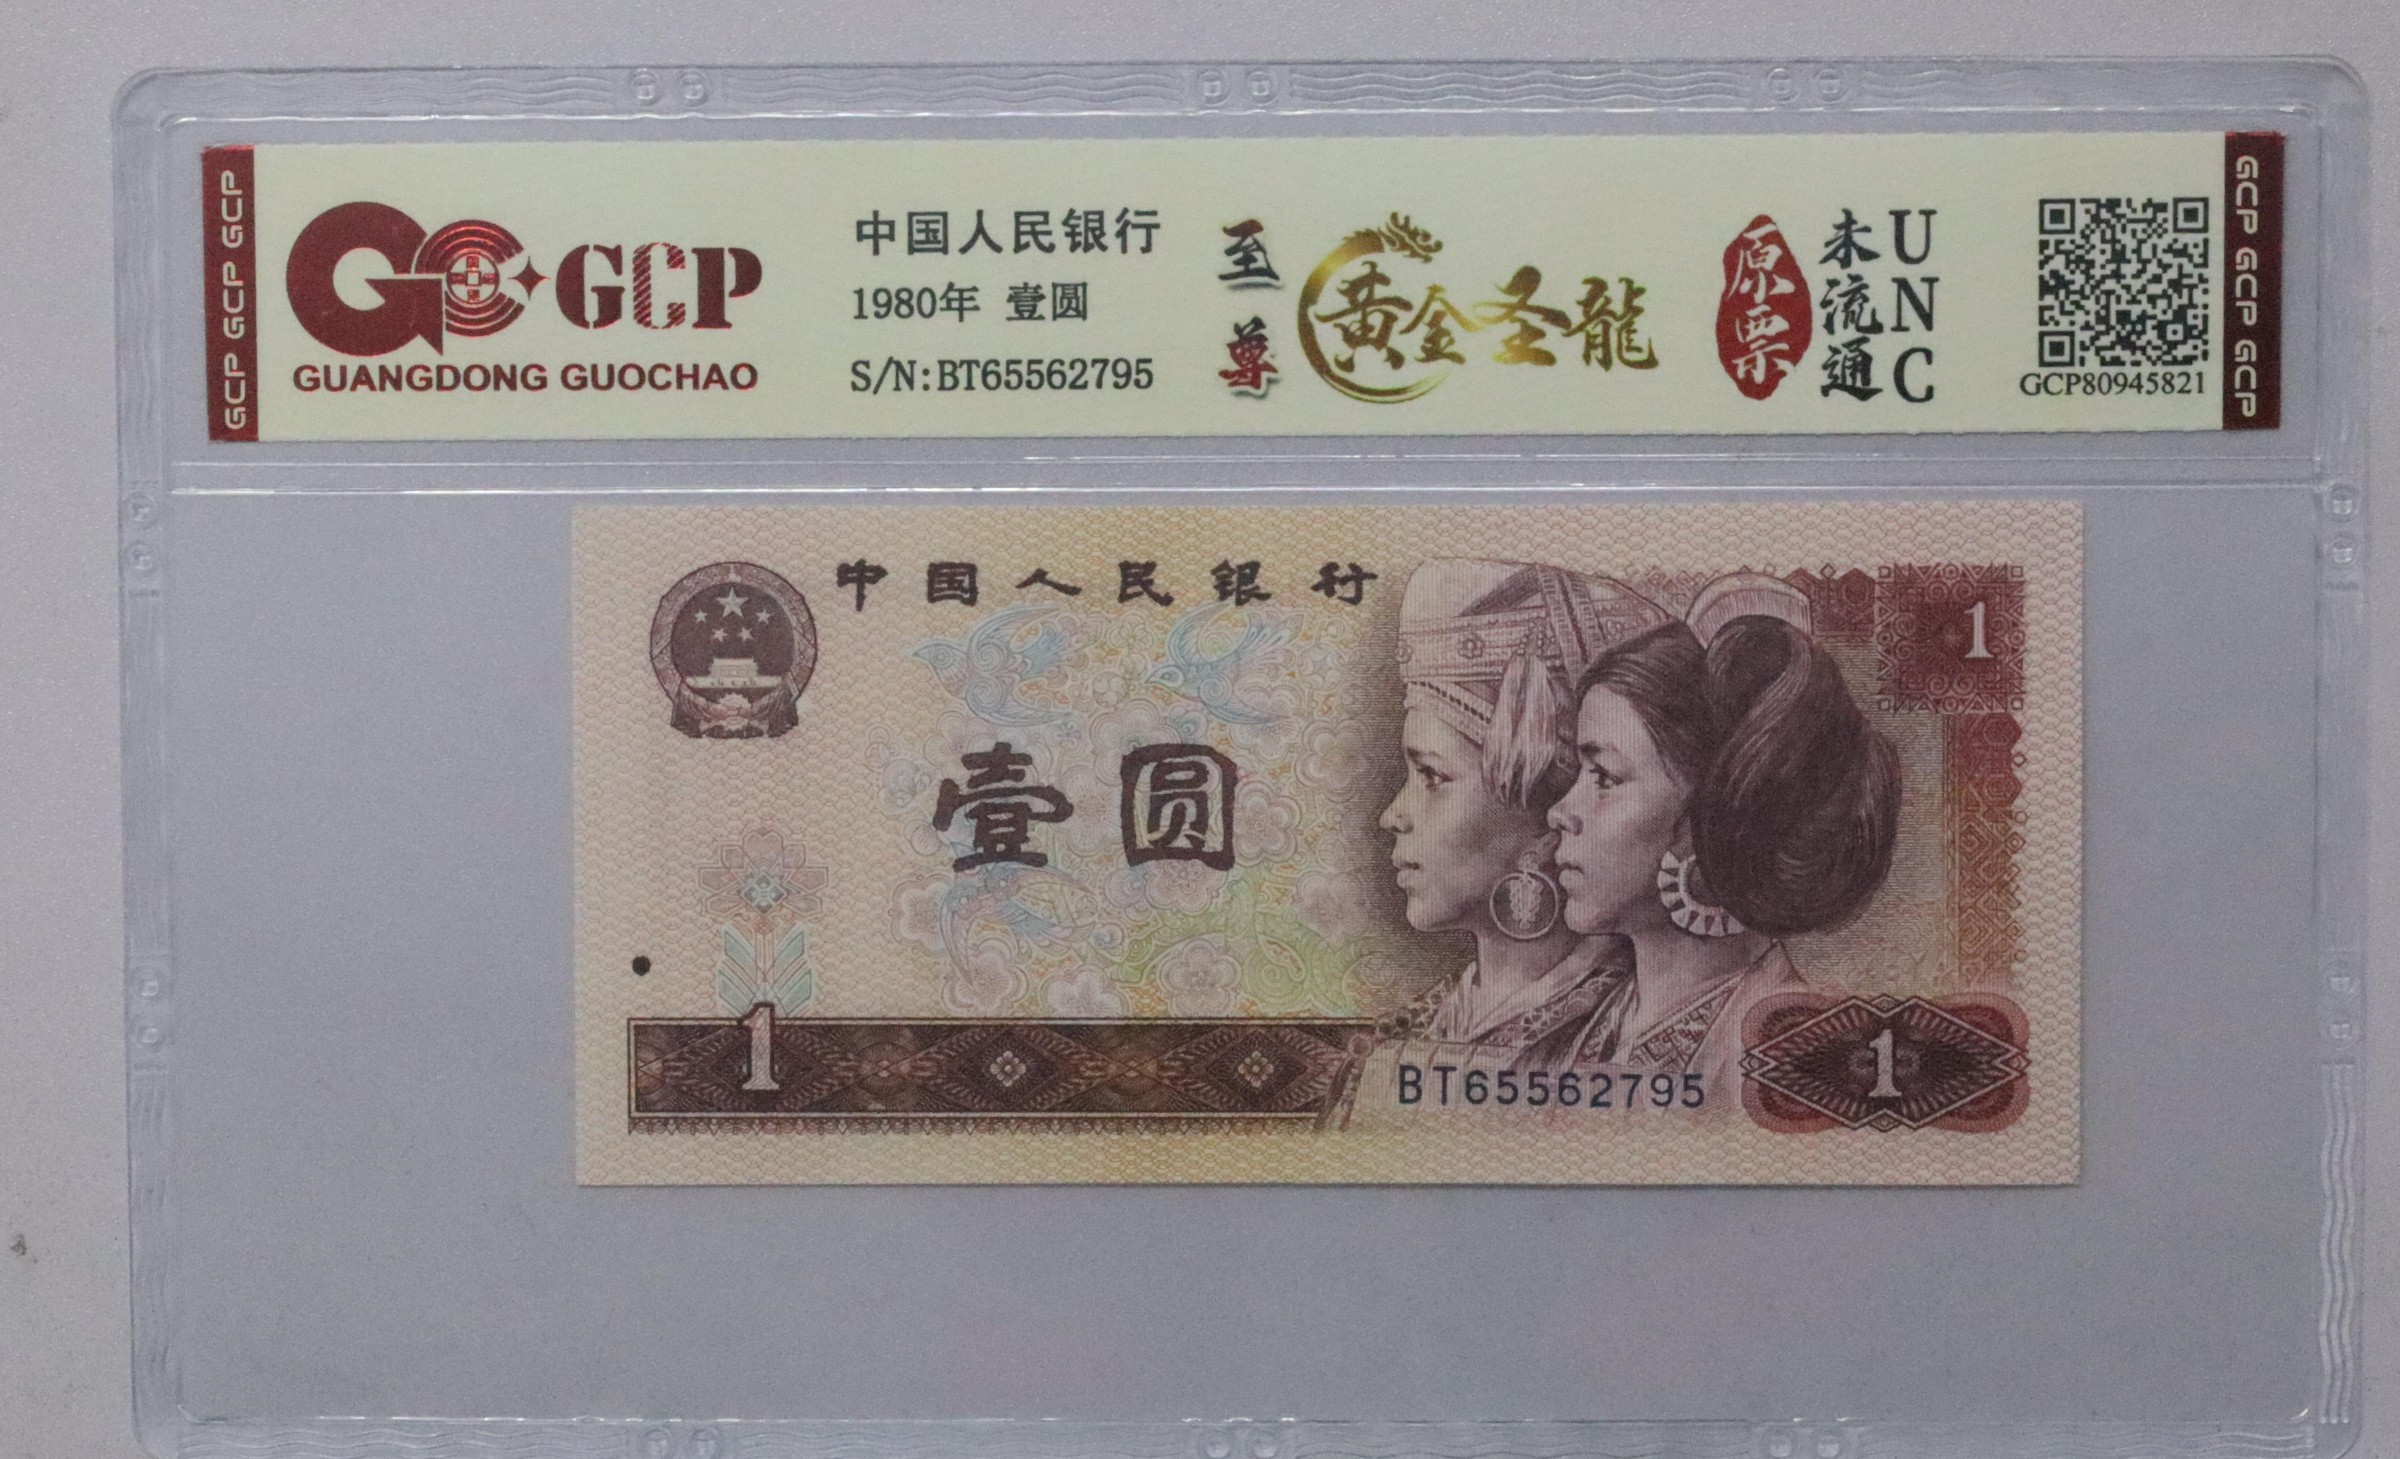 GCP GCP GCP
GCP
GUANGDONG GUOCHAO
中国人民银行
1980年 壹圆
S/N:BT65562795
至尊
黄金圣龍
原票
未流通
UNC
GCP80945821
GCP GCP GCP
中国人民银行
1
壹圆
1
BT65562795
1